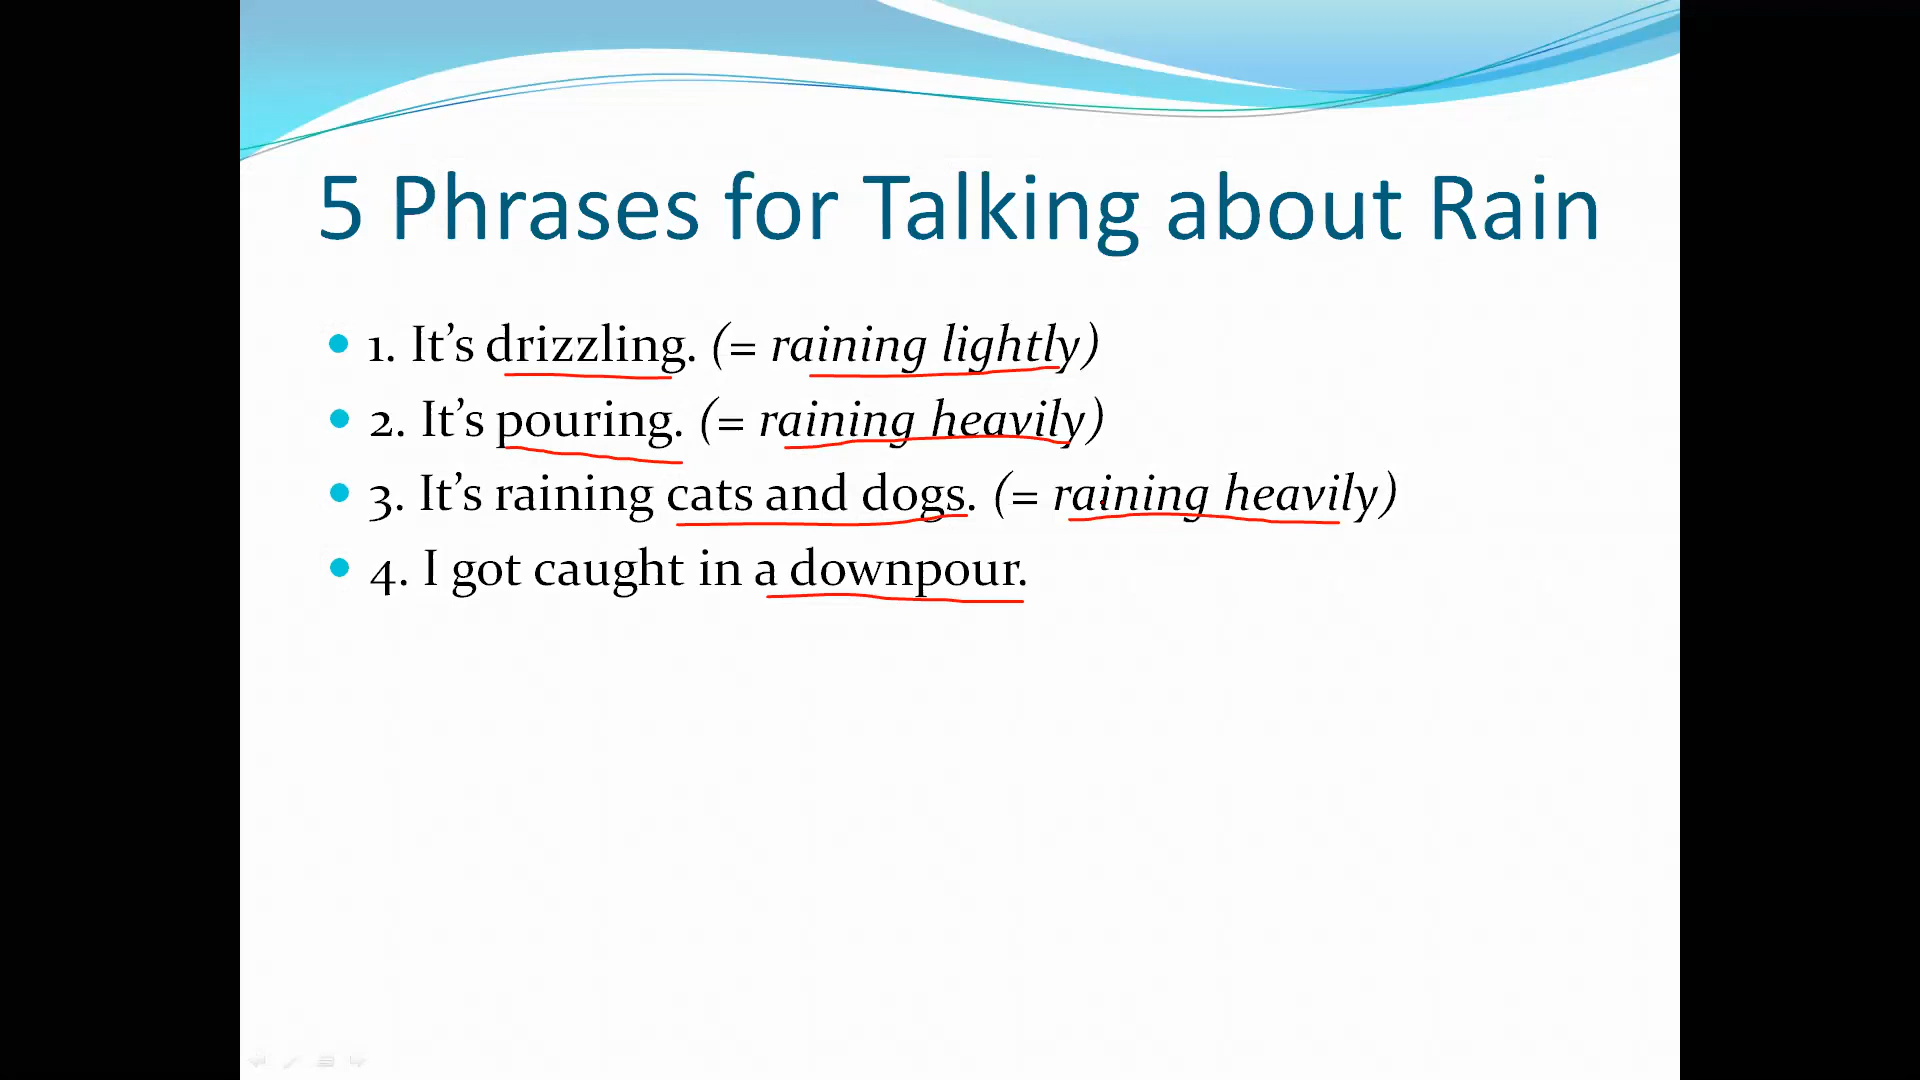 5 Phrases for Talking about Rain
• 1. It’s drizzling. (= raining lightly)
• 2. It’s pouring. (= raining heavily)
• 3. It’s raining cats and dogs. (= raining heavily)
• 4. I got caught in a downpour.